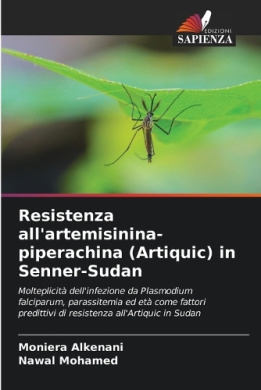 EDIZIONI
SAPIENZA
Resistenza
all'artemisinina-
piperachina (Artiquic) in
Senner-Sudan
Molteplicità dell'infezione da Plasmodium
falciparum, parassitemia ed età come fattori
predittivi di resistenza all'Artiquic in Sudan
Moniera Alkenani
Nawal Mohamed